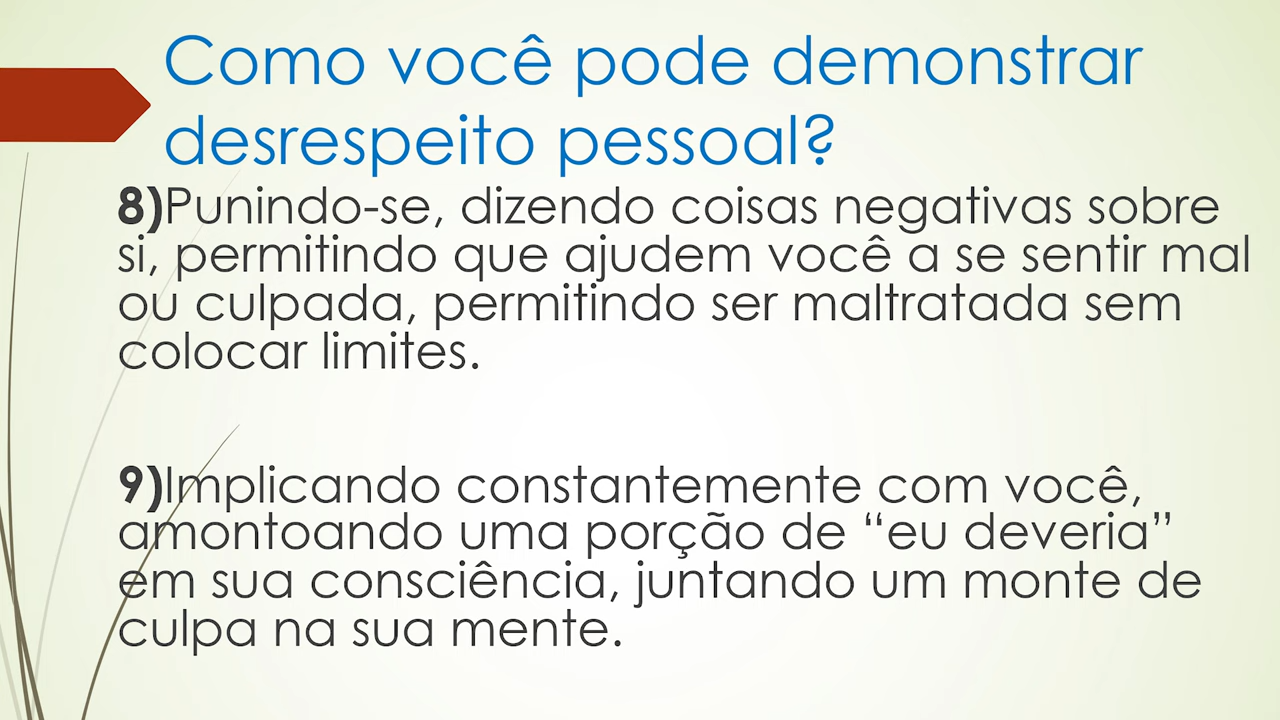 Como você pode demonstrar
desrespeito pessoal?
8)Punindo-se, dizendo coisas negativas sobre
si, permitindo que ajudem você a se sentir mal
ou culpada, permitindo ser maltratada sem
colocar limites.
9)Implicando constantemente com você,
amontoando uma porção de “eu deveria”
em sua consciência, juntando um monte de
culpa na sua mente.